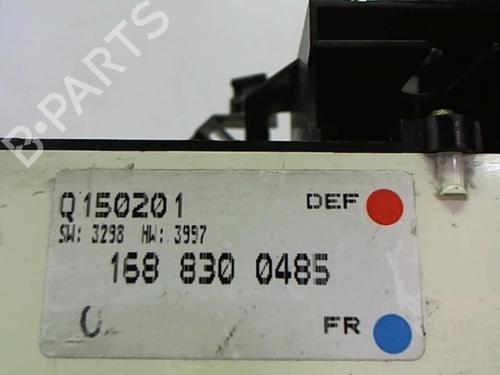 B-PARTS
Q150201
DEF
SW: 3298 HW: 3997
168 830 0485
FR